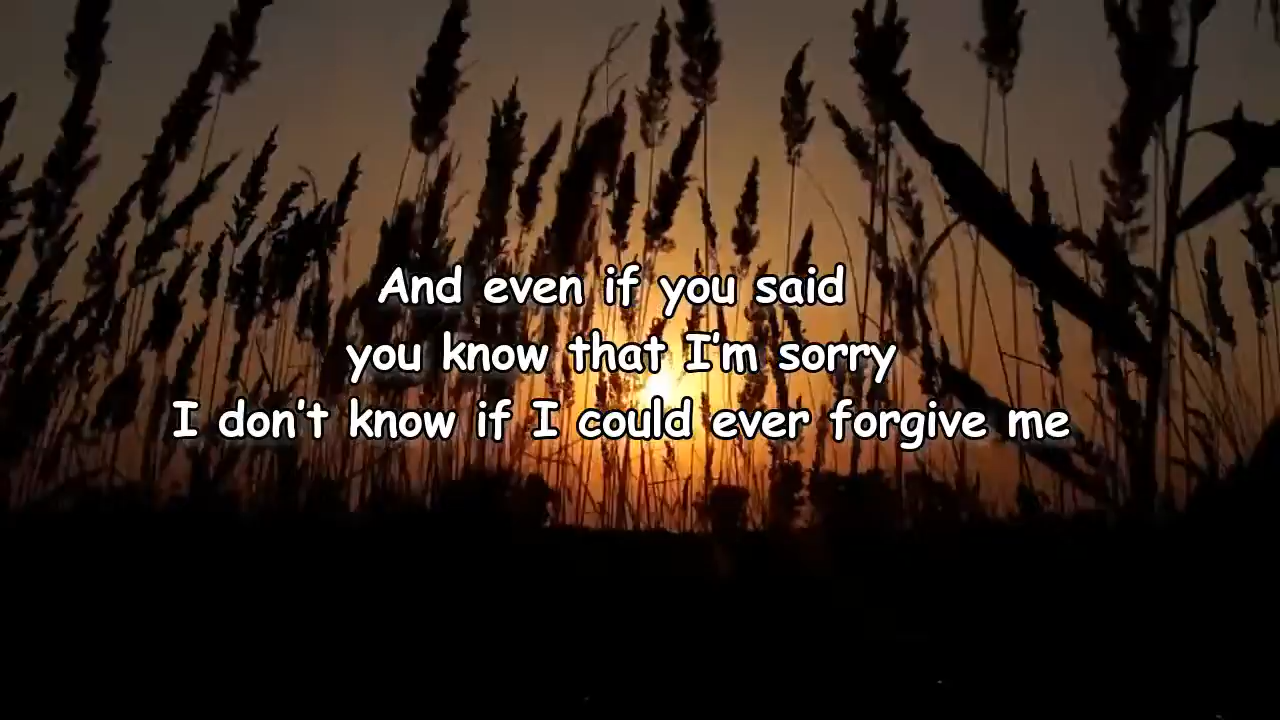 And even if you said
you know that I'm sorry
I don't know if I could ever forgive me